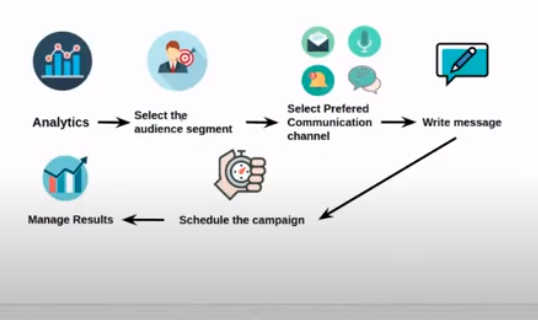 Analytics
Select the
audience segment
Select Prefered
Communication
channel
Write message
Schedule the campaign
Manage Results